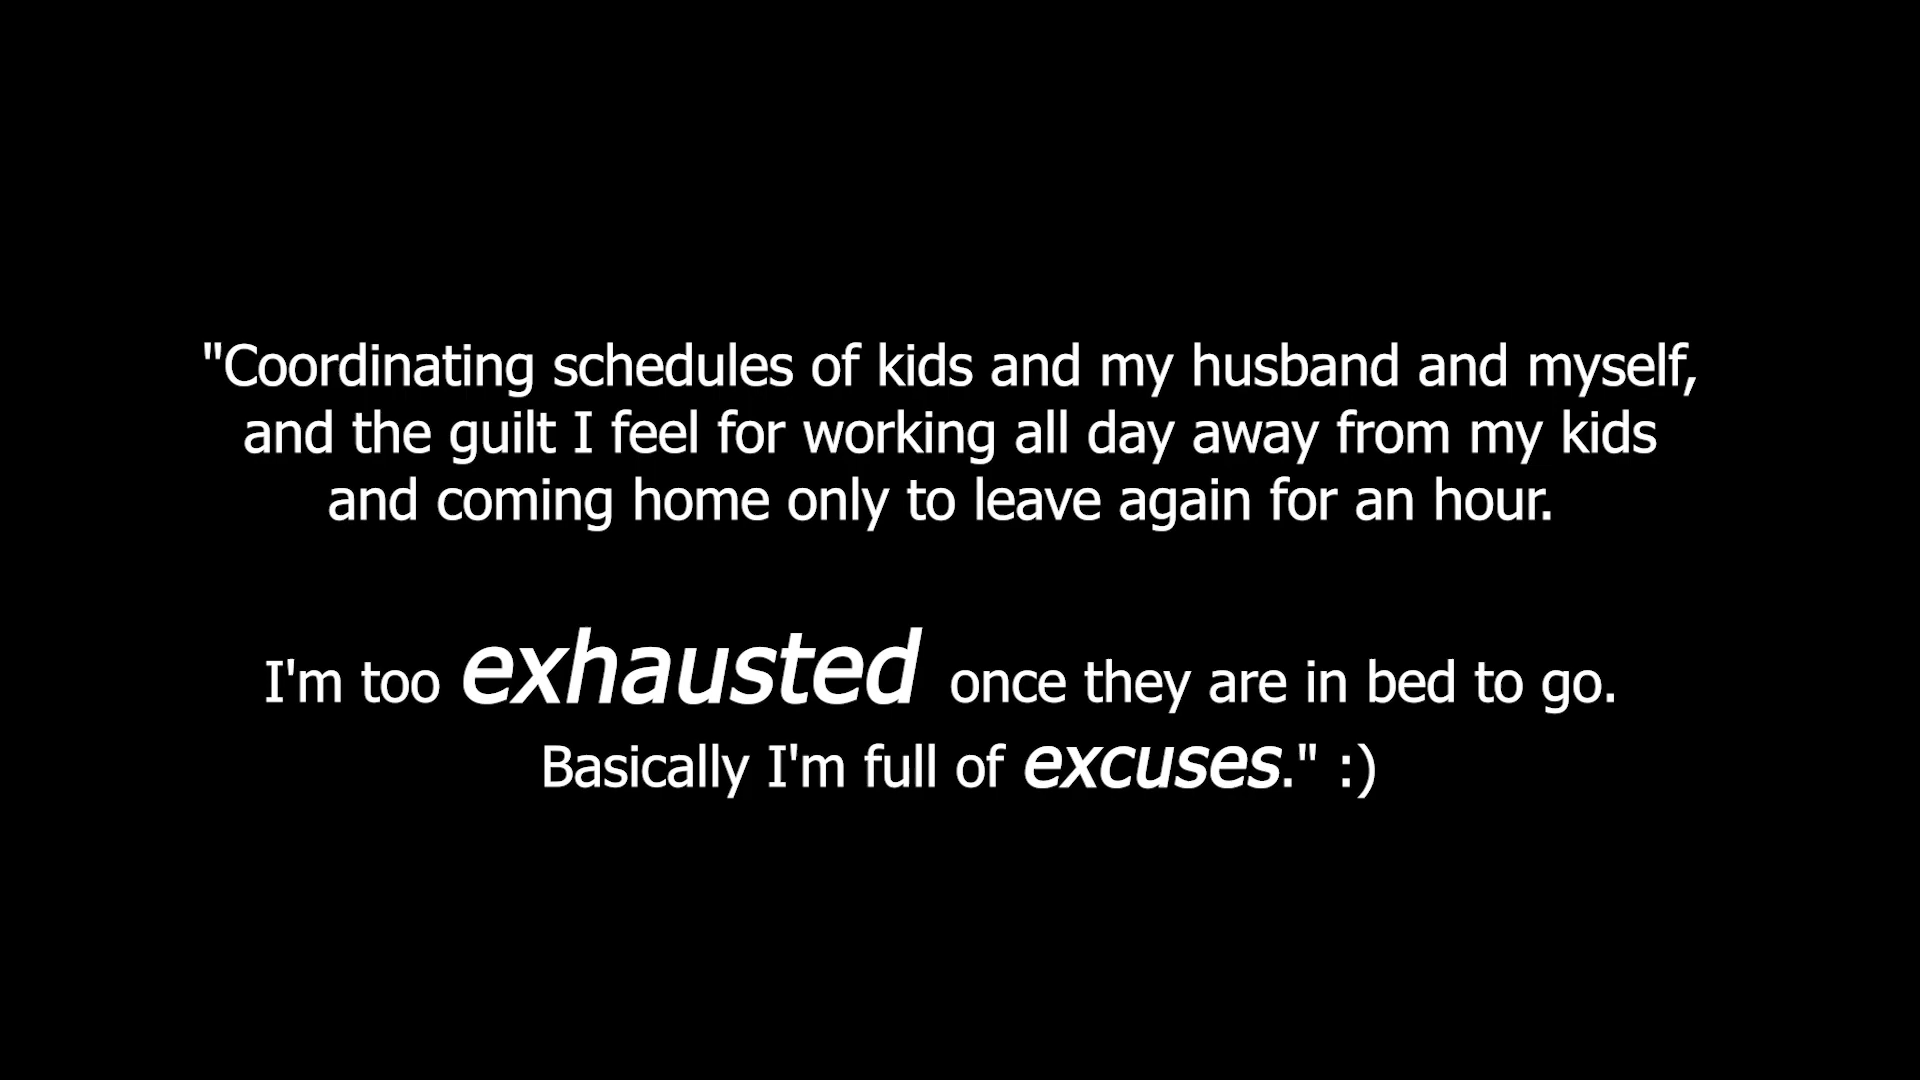 "Coordinating schedules of kids and my husband and myself,
and the guilt I feel for working all day away from my kids
and coming home only to leave again for an hour.
I'm too exhausted once they are in bed to go.
Basically I'm full of excuses." :)